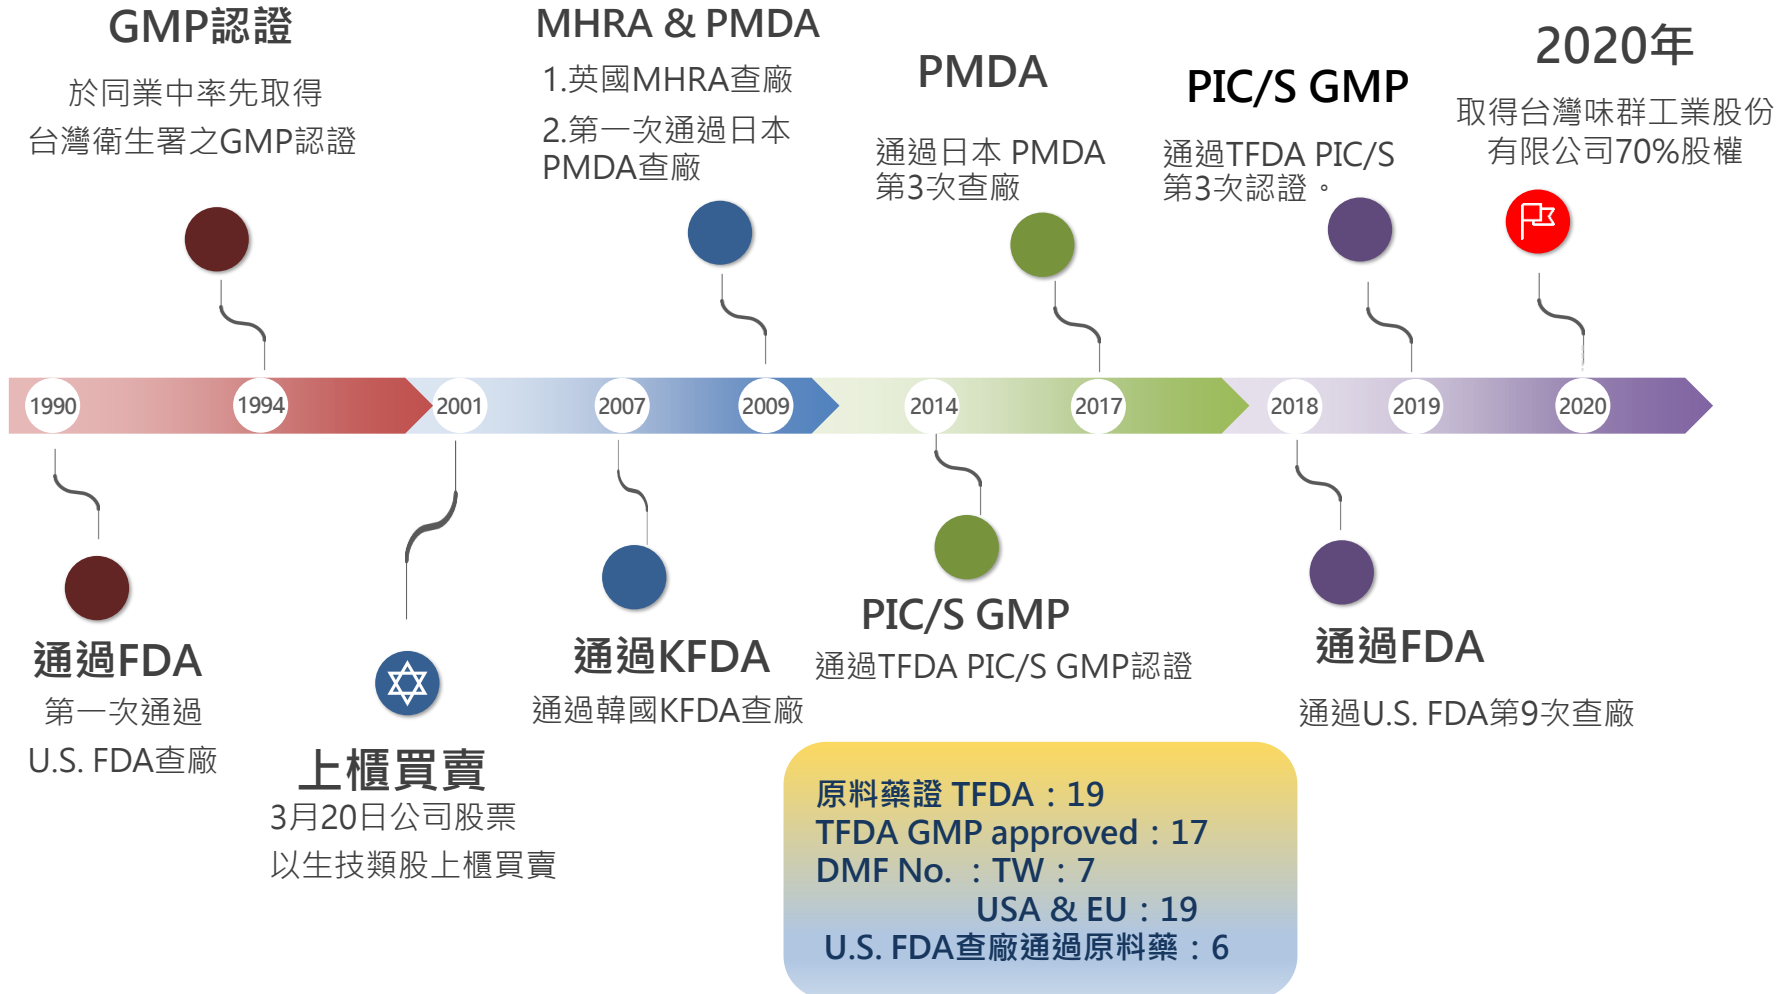 GMP認證
於同業中率先取得
台灣衛生署之GMP認證
MHRA & PMDA
1.英國MHRA查廠
2.第一次通過日本
PMDA查廠
PMDA
通過日本 PMDA
第3次查廠
PIC/S GMP
通過TFDA PIC/S
第3次認證。
2020年
取得台灣味群工業股份
有限公司70%股權
1990
1994
2001
2007
2009
2014
2017
2018
2019
2020
通過FDA
第一次通過
U.S. FDA查廠
上櫃買賣
3月20日公司股票
以生技類股上櫃買賣
通過KFDA
通過韓國KFDA查廠
PIC/S GMP
通過TFDA PIC/S GMP認證
通過FDA
通過U.S. FDA第9次查廠
原料藥證 TFDA：19
TFDA GMP approved：17
DMF No. ：TW：7
USA & EU：19
U.S. FDA查廠通過原料藥：6